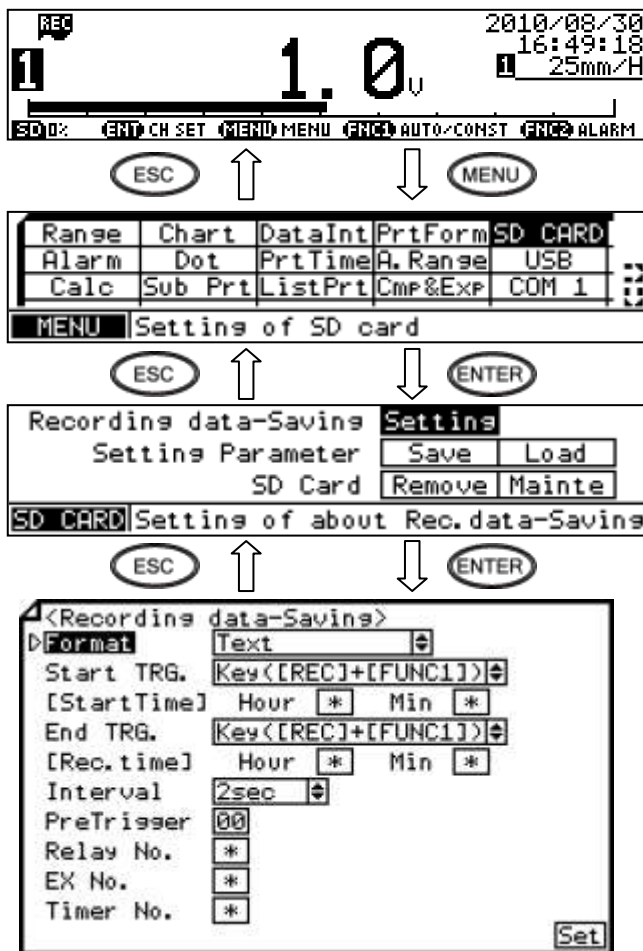 REC
2010/08/30
16:49:18
1 1.0V 1 25mm/H
SD 0% ENT CH SET MENU MENU FNC1 AUTO/CONST FNC2 ALARM
ESC MENU
Range Chart DataInt PrtForm SD CARD
Alarm Dot PrtTime A.Range USB
Calc Sub Prt ListPrt Cmp&Exp COM 1
MENU Setting of SD card
ESC ENTER
Recording data-Saving Setting
Setting Parameter Save Load
SD Card Remove Mainte
SD CARD Setting of about Rec.data-Saving
ESC ENTER
<Recording data-Saving>
Format Text
Start TRG. Key([REC]+[FUNC1])
[StartTime] Hour * Min *
End TRG. Key([REC]+[FUNC1])
[Rec.time] Hour * Min *
Interval 2sec
PreTrigger 00
Relay No. *
EX No. *
Timer No. *
Set